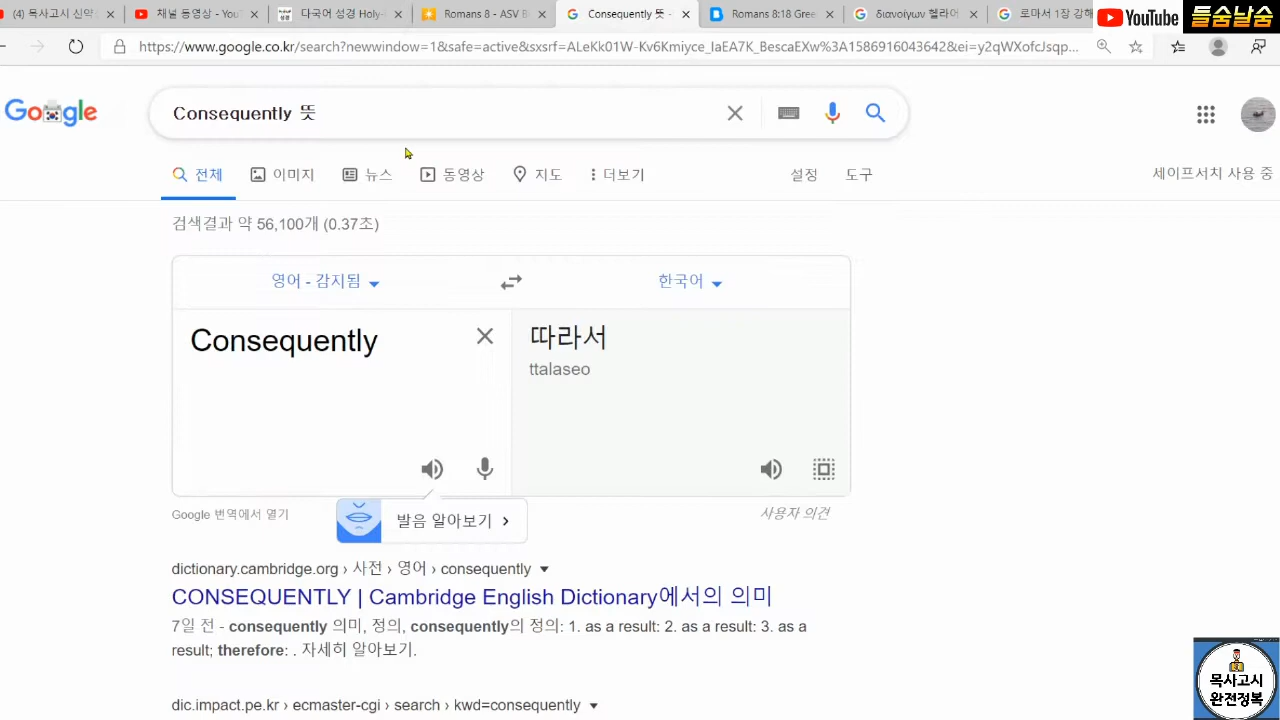 (4) 목사고시 신약
채널 동영상 - You
다국어 성경 Holy-
Romans 8
Consequently 뜻 -
Romans 8 Gree
διανοίγων 헬라어
로마서 1장 강해
YouTube
들숨날숨
https://www.google.co.kr/search?newwindow=1&safe=active&sxsrf=ALeKk01W-Kv6Kmiyce_IaEA7K_BescaEXw%3A1586916043642&ei=y2qWXofcJsqp...
Google
Consequently 뜻
전체
이미지
뉴스
동영상
지도
더보기
설정
도구
세이프서치 사용 중
검색결과 약 56,100개 (0.37초)
영어 - 감지됨
한국어
Consequently
따라서
ttalaseo
Google 번역에서 열기
발음 알아보기
사용자 의견
dictionary.cambridge.org › 사전 › 영어 › consequently
CONSEQUENTLY | Cambridge English Dictionary에서의 의미
7일 전 - consequently 의미, 정의, consequently의 정의: 1. as a result: 2. as a result: 3. as a
result; therefore: . 자세히 알아보기.
dic.impact.pe.kr › ecmaster-cgi › search › kwd=consequently
목사고시
완전정복